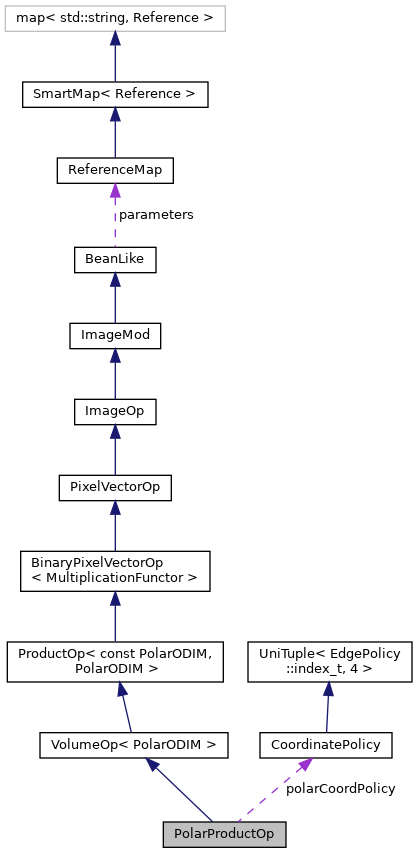 map< std::string, Reference >
SmartMap< Reference >
ReferenceMap
parameters
BeanLike
ImageMod
ImageOp
PixelVectorOp
BinaryPixelVectorOp
< MultiplicationFunctor >
ProductOp< const PolarODIM,
PolarODIM >
UniTuple< EdgePolicy
::index_t, 4 >
VolumeOp< PolarODIM >
CoordinatePolicy
polarCoordPolicy
PolarProductOp